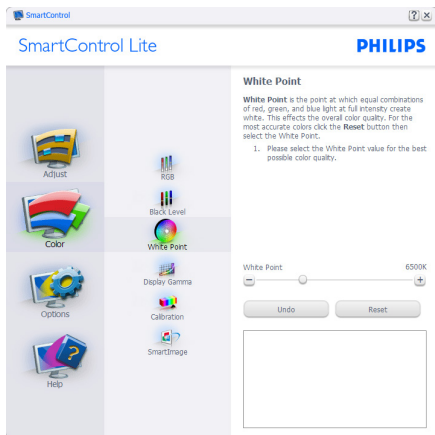 SmartControl
SmartControl Lite
PHILIPS
Adjust
Color
Options
Help
RGB
Black Level
White Point
Display Gamma
Calibration
SmartImage
White Point
White Point is the point at which equal combinations
of red, green, and blue light at full intensity create
white. This effects the overall color quality. For the
most accurate colors click the Reset button then
select the White Point.
1. Please select the White Point value for the best
possible color quality.
White Point 6500K
Undo Reset